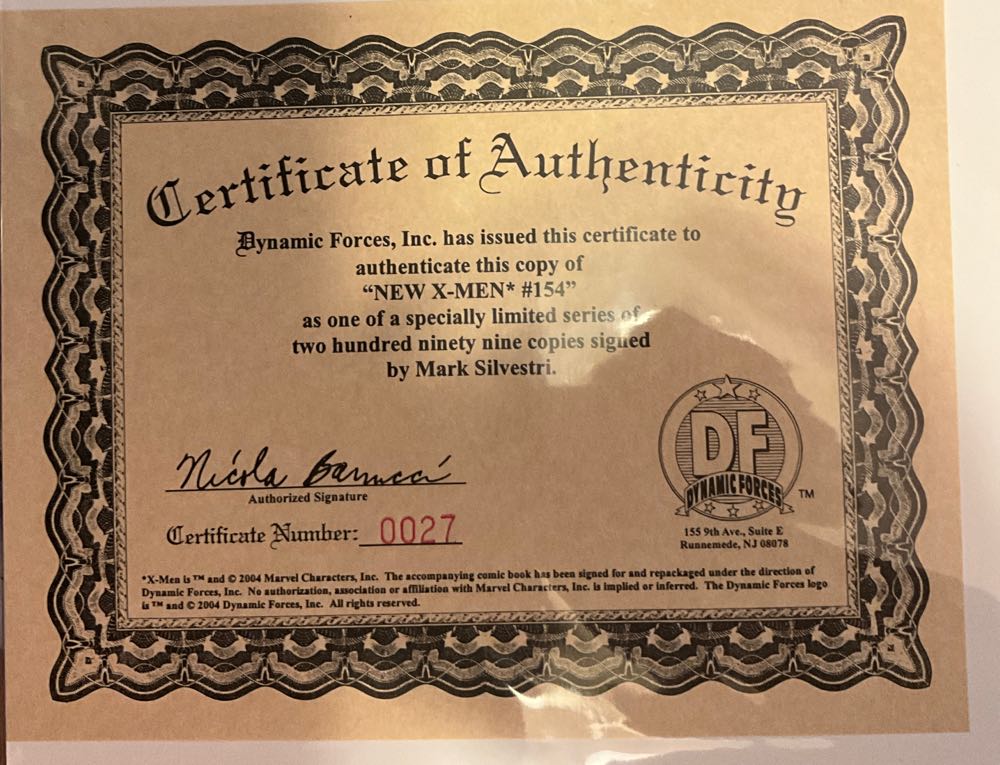 Certificate of Authenticity
Dynamic Forces, Inc. has issued this certificate to
authenticate this copy of
“NEW X-MEN* #154”
as one of a specially limited series of
two hundred ninety nine copies signed
by Mark Silvestri.
Nicola Barrucci
Authorized Signature
Certificate Number: 0027
DF
DYNAMIC FORCES
TM
155 9th Ave., Suite E
Runnemede, NJ 08078
*X-Men is ™ and © 2004 Marvel Characters, Inc. The accompanying comic book has been signed for and repackaged under the direction of
Dynamic Forces, Inc. No authorization, association or affiliation with Marvel Characters, Inc. is implied or inferred. The Dynamic Forces logo
is ™ and © 2004 Dynamic Forces, Inc. All rights reserved.